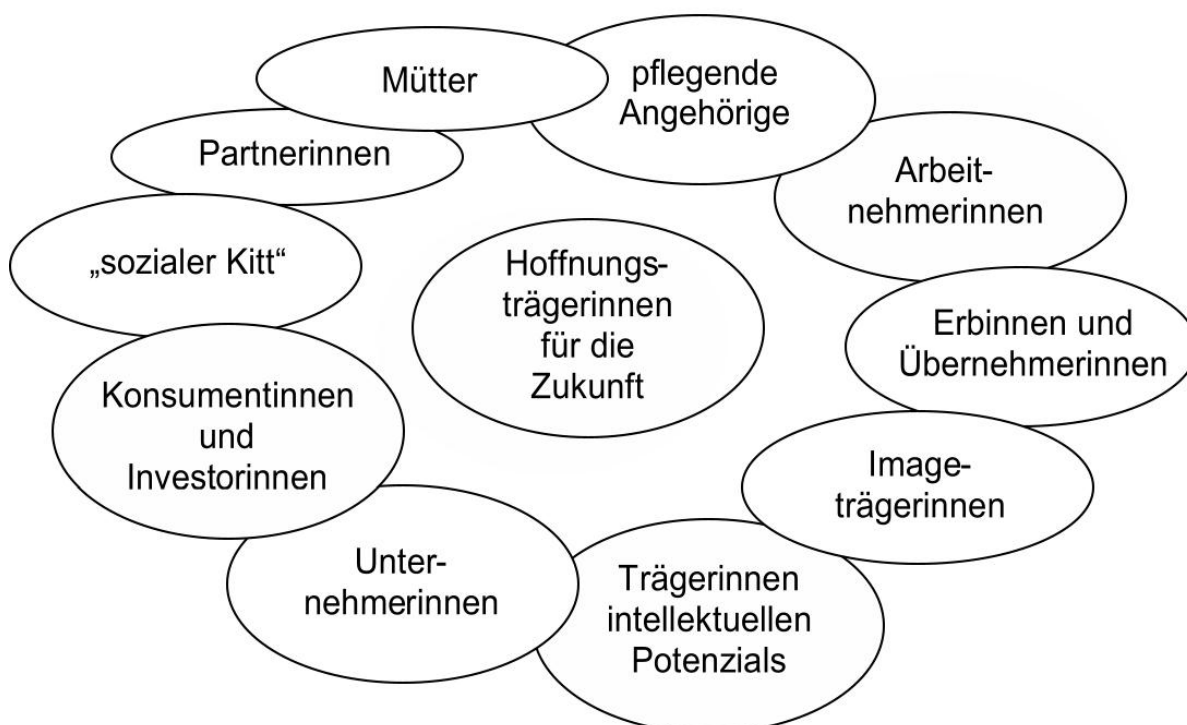 Mütter
pflegende
Angehörige
Partnerinnen
Arbeit-
nehmerinnen
„sozialer Kitt“
Hoffnungs-
trägerinnen
für die
Zukunft
Erbinnen und
Übernehmerinnen
Konsumentinnen
und
Investorinnen
Image-
trägerinnen
Unter-
nehmerinnen
Trägerinnen
intellektuellen
Potenzials